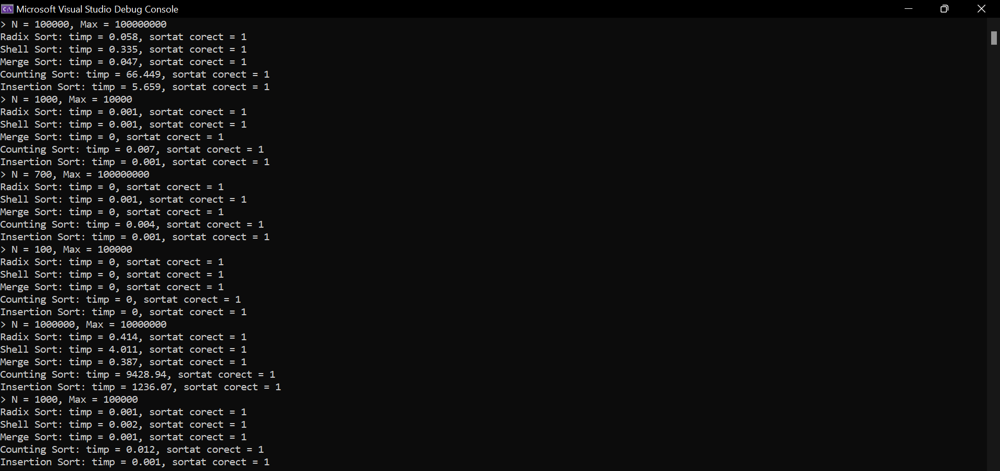 Microsoft Visual Studio Debug Console
> N = 100000, Max = 100000000
Radix Sort: timp = 0.058, sortat corect = 1
Shell Sort: timp = 0.335, sortat corect = 1
Merge Sort: timp = 0.047, sortat corect = 1
Counting Sort: timp = 66.449, sortat corect = 1
Insertion Sort: timp = 5.659, sortat corect = 1
> N = 1000, Max = 10000
Radix Sort: timp = 0.001, sortat corect = 1
Shell Sort: timp = 0.001, sortat corect = 1
Merge Sort: timp = 0, sortat corect = 1
Counting Sort: timp = 0.007, sortat corect = 1
Insertion Sort: timp = 0.001, sortat corect = 1
> N = 700, Max = 100000000
Radix Sort: timp = 0, sortat corect = 1
Shell Sort: timp = 0.001, sortat corect = 1
Merge Sort: timp = 0, sortat corect = 1
Counting Sort: timp = 0.004, sortat corect = 1
Insertion Sort: timp = 0.001, sortat corect = 1
> N = 100, Max = 100000
Radix Sort: timp = 0, sortat corect = 1
Shell Sort: timp = 0, sortat corect = 1
Merge Sort: timp = 0, sortat corect = 1
Counting Sort: timp = 0, sortat corect = 1
Insertion Sort: timp = 0, sortat corect = 1
> N = 1000000, Max = 10000000
Radix Sort: timp = 0.414, sortat corect = 1
Shell Sort: timp = 4.011, sortat corect = 1
Merge Sort: timp = 0.387, sortat corect = 1
Counting Sort: timp = 9428.94, sortat corect = 1
Insertion Sort: timp = 1236.07, sortat corect = 1
> N = 1000, Max = 100000
Radix Sort: timp = 0.001, sortat corect = 1
Shell Sort: timp = 0.002, sortat corect = 1
Merge Sort: timp = 0.001, sortat corect = 1
Counting Sort: timp = 0.012, sortat corect = 1
Insertion Sort: timp = 0.001, sortat corect = 1